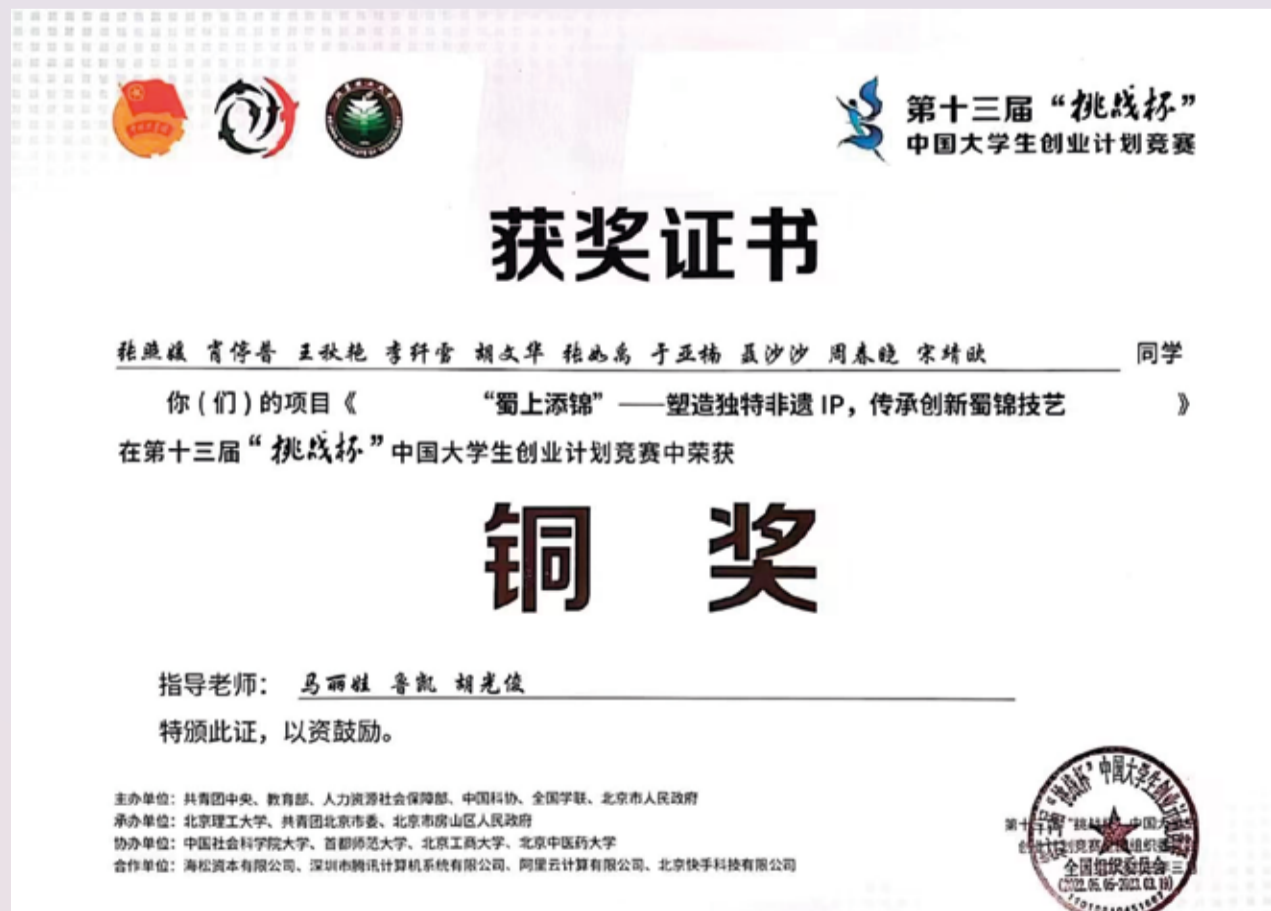 第十三届“挑战杯”
中国大学生创业计划竞赛
获奖证书
张照媛 肖停普 王秋艳 李轩雪 胡文华 张如禹 于亚楠 聂沙沙 周春晓 宋靖欧 同学
你(们)的项目《 “蜀上添锦”——塑造独特非遗 IP，传承创新蜀锦技艺 》
在第十三届“挑战杯”中国大学生创业计划竞赛中荣获
铜 奖
指导老师： 马丽娃 鲁凯 胡光俊
特颁此证，以资鼓励。
主办单位：共青团中央、教育部、人力资源社会保障部、中国科协、全国学联、北京市人民政府
承办单位：北京理工大学、共青团北京市委、北京市房山区人民政府
协办单位：中国社会科学院大学、首都师范大学、北京工商大学、北京中医药大学
合作单位：海松资本有限公司、深圳市腾讯计算机系统有限公司、阿里云计算有限公司、北京快手科技有限公司
全国组织委员会
(2022.05.05-2023.03.19)